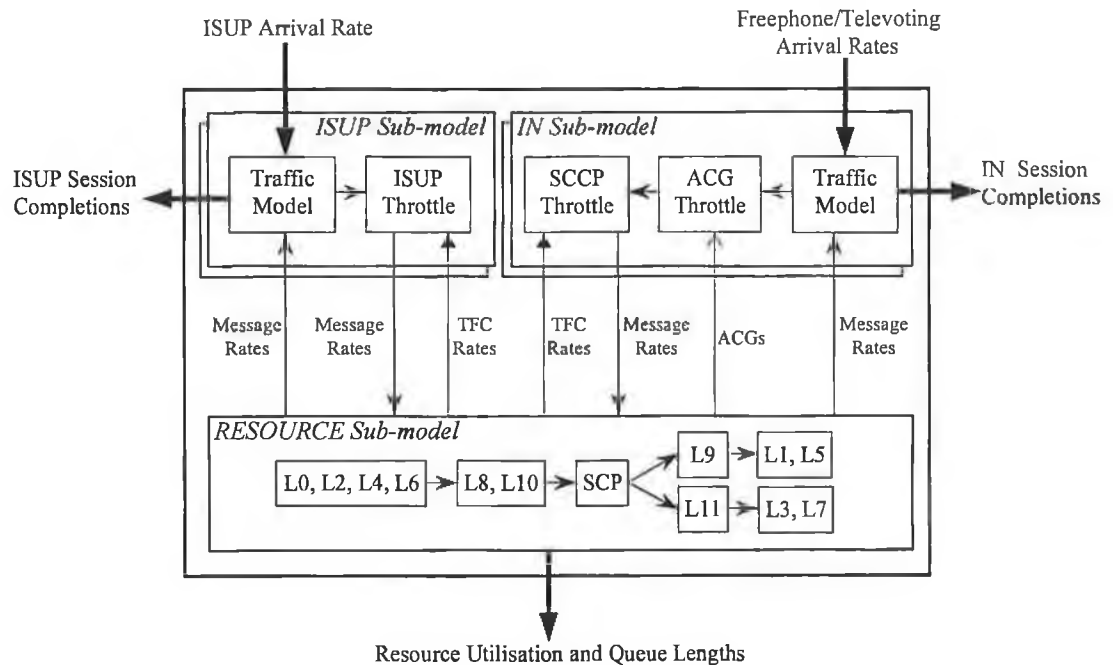 ISUP Arrival Rate
Freephone/Televoting
Arrival Rates
ISUP Sub-model
IN Sub-model
ISUP Session
Completions
Traffic
Model
ISUP
Throttle
SCCP
Throttle
ACG
Throttle
Traffic
Model
IN Session
Completions
Message
Rates
Message
Rates
TFC
Rates
TFC
Rates
Message
Rates
ACGs
Message
Rates
RESOURCE Sub-model
L0, L2, L4, L6
L8, L10
SCP
L9
L1, L5
L11
L3, L7
Resource Utilisation and Queue Lengths